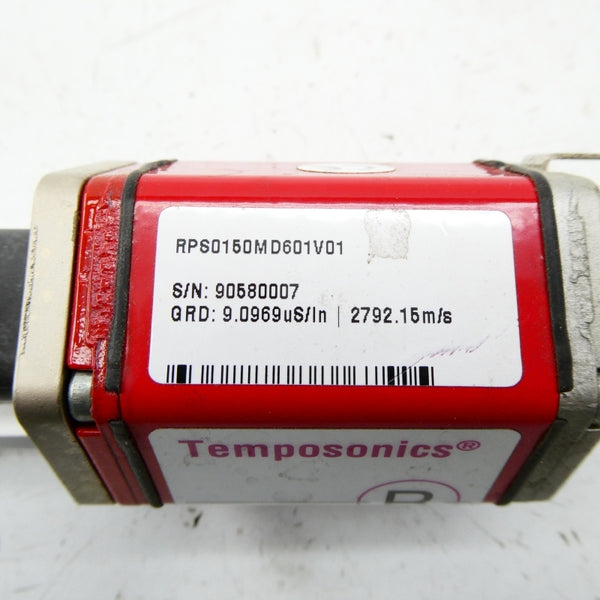 RPS0150MD601V01
S/N: 90580007
GRD: 9.0969uS/In | 2792.15m/s
Temposonics®
R